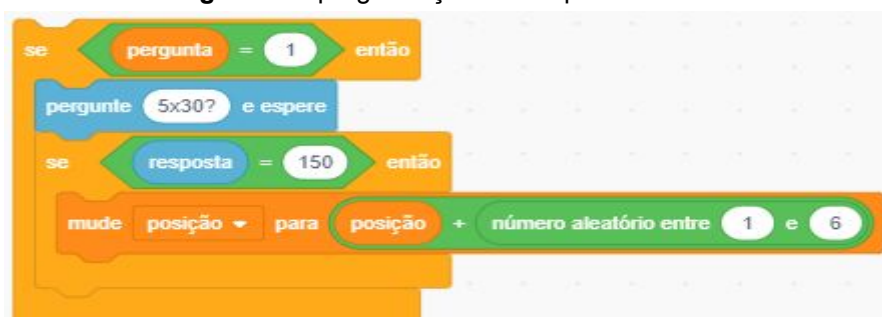 se pergunta = 1 então
pergunte 5x30? e espere
se resposta = 150 então
mude posição para posição + número aleatório entre 1 e 6